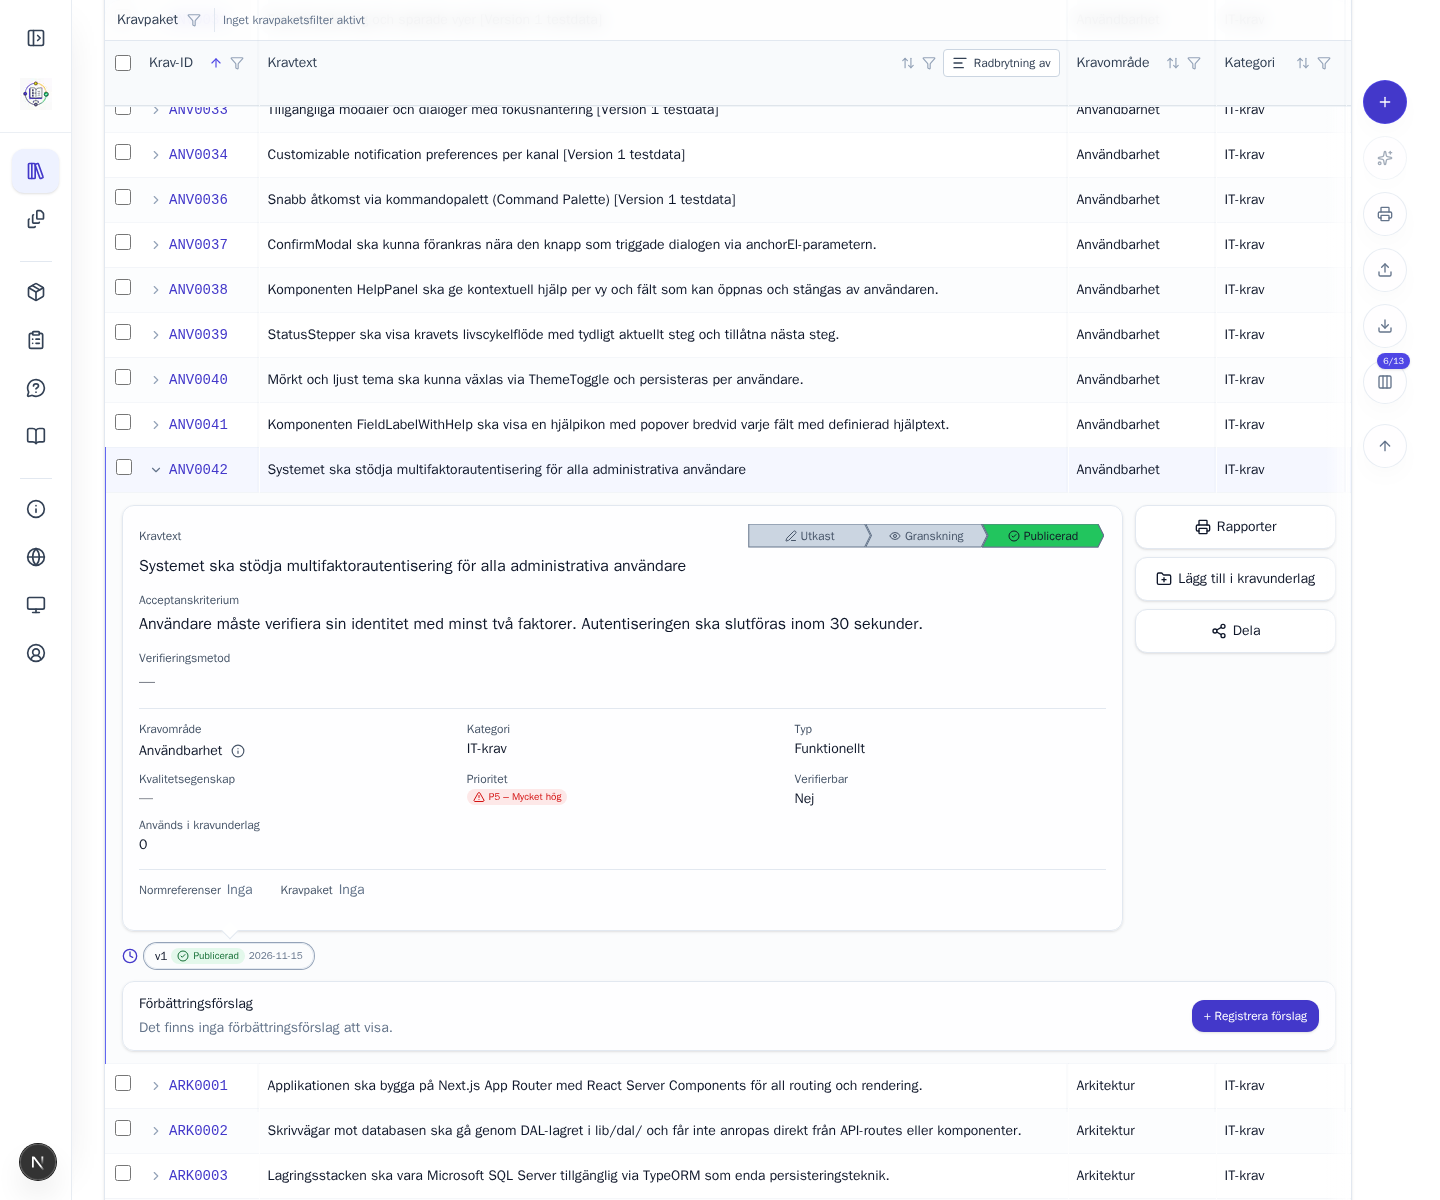 Kravpaket Inget kravpaketsfilter aktivt
Krav-ID Kravtext Radbrytning av Kravområde Kategori
ANV0033 Tillgängliga modaler och dialoger med fokushantering [Version 1 testdata] Användbarhet IT-krav
ANV0034 Customizable notification preferences per kanal [Version 1 testdata] Användbarhet IT-krav
ANV0036 Snabb åtkomst via kommandopalett (Command Palette) [Version 1 testdata] Användbarhet IT-krav
ANV0037 ConfirmModal ska kunna förankras nära den knapp som triggade dialogen via anchorEl-parametern. Användbarhet IT-krav
ANV0038 Komponenten HelpPanel ska ge kontextuell hjälp per vy och fält som kan öppnas och stängas av användaren. Användbarhet IT-krav
ANV0039 StatusStepper ska visa kravets livscykelflöde med tydligt aktuellt steg och tillåtna nästa steg. Användbarhet IT-krav
6/13
ANV0040 Mörkt och ljust tema ska kunna växlas via ThemeToggle och persisteras per användare. Användbarhet IT-krav
ANV0041 Komponenten FieldLabelWithHelp ska visa en hjälpikon med popover bredvid varje fält med definierad hjälptext. Användbarhet IT-krav
ANV0042 Systemet ska stödja multifaktorautentisering för alla administrativa användare Användbarhet IT-krav
Kravtext Utkast Granskning Publicerad
Systemet ska stödja multifaktorautentisering för alla administrativa användare
Acceptanskriterium
Användare måste verifiera sin identitet med minst två faktorer. Autentiseringen ska slutföras inom 30 sekunder.
Verifieringsmetod
—
Rapporter
Lägg till i kravunderlag
Dela
Kravområde Kategori Typ
Användbarhet IT-krav Funktionellt
Kvalitetsegenskap Prioritet Verifierbar
— P5 – Mycket hög Nej
Används i kravunderlag
0
Normreferenser Inga Kravpaket Inga
v1 Publicerad 2026-11-15
Förbättringsförslag
Det finns inga förbättringsförslag att visa.
+ Registrera förslag
ARK0001 Applikationen ska bygga på Next.js App Router med React Server Components för all routing och rendering. Arkitektur IT-krav
ARK0002 Skrivvägar mot databasen ska gå genom DAL-lagret i lib/dal/ och får inte anropas direkt från API-routes eller komponenter. Arkitektur IT-krav
ARK0003 Lagringsstacken ska vara Microsoft SQL Server tillgänglig via TypeORM som enda persisteringsteknik. Arkitektur IT-krav
N